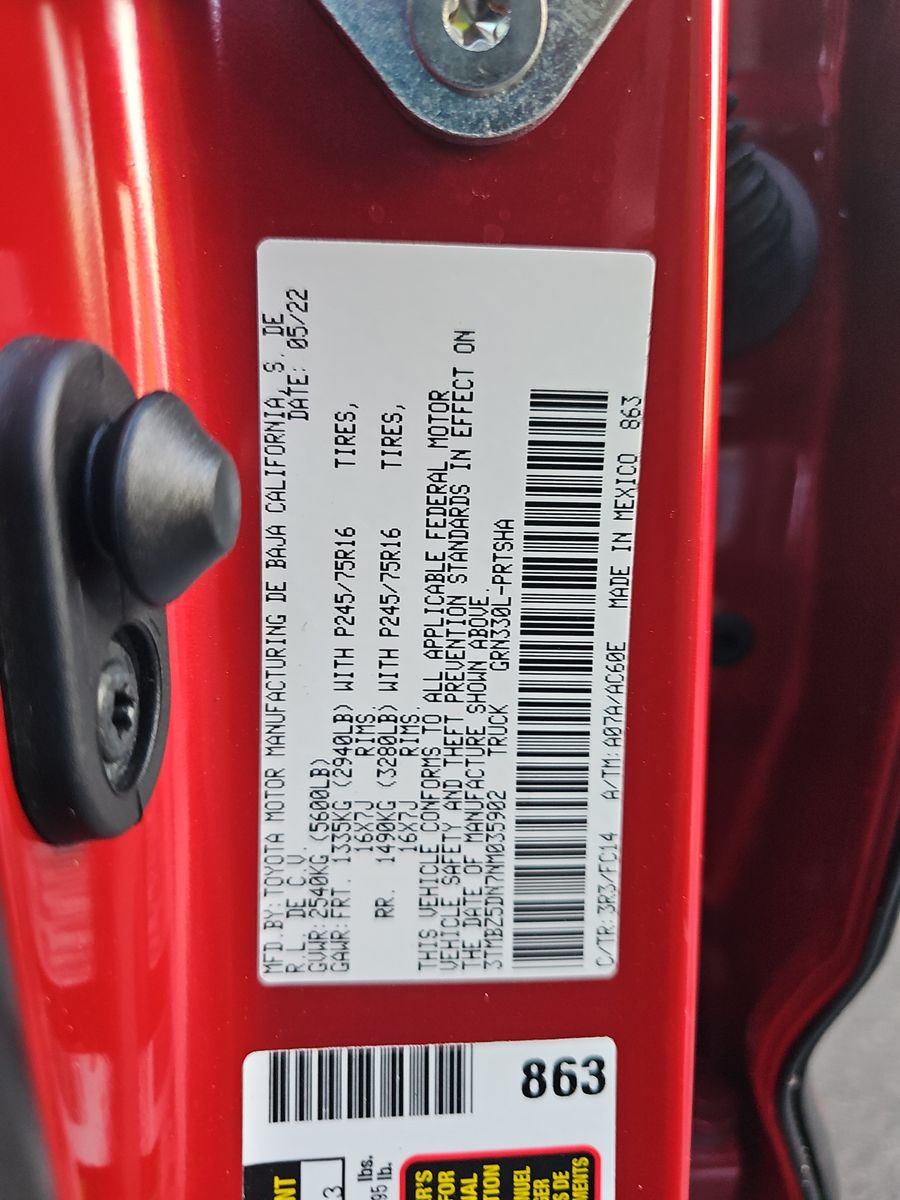 MFD.BY:TOYOTA MOTOR MANUFACTURING DE BAJA CALIFORNIA, S. DE
R.L. DE C.V. DATE: 05/22
GVWR:2540KG (5600LB)
GAWR:FRT. 1335KG (2940LB) WITH P245/75R16 TIRES,
16X7J RIMS.
RR. 1490KG (3280LB) WITH P245/75R16 TIRES,
16X7J RIMS.
THIS VEHICLE CONFORMS TO ALL APPLICABLE FEDERAL MOTOR
VEHICLE SAFETY AND THEFT PREVENTION STANDARDS IN EFFECT ON
THE DATE OF MANUFACTURE SHOWN ABOVE.
3TMBZ5DN7NM035902 TRUCK GRN330L-PRTSHA
C/TR:3R3/FC14 A/TM:A07A/AC60E MADE IN MEXICO 863
863
lbs.
95 lb.